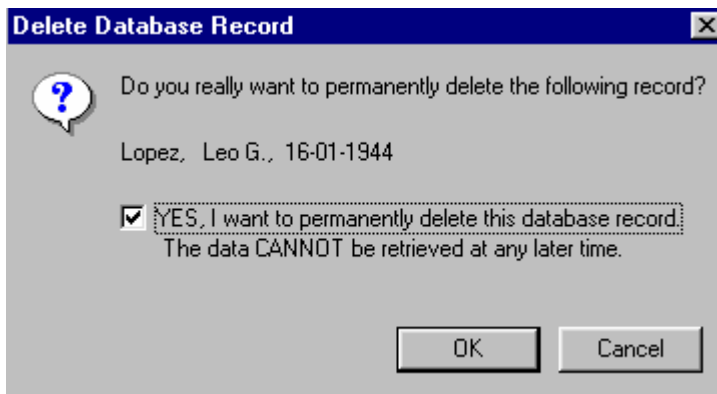 Delete Database Record
Do you really want to permanently delete the following record?
Lopez, Leo G., 16-01-1944
YES, I want to permanently delete this database record.
The data CANNOT be retrieved at any later time.
OK Cancel